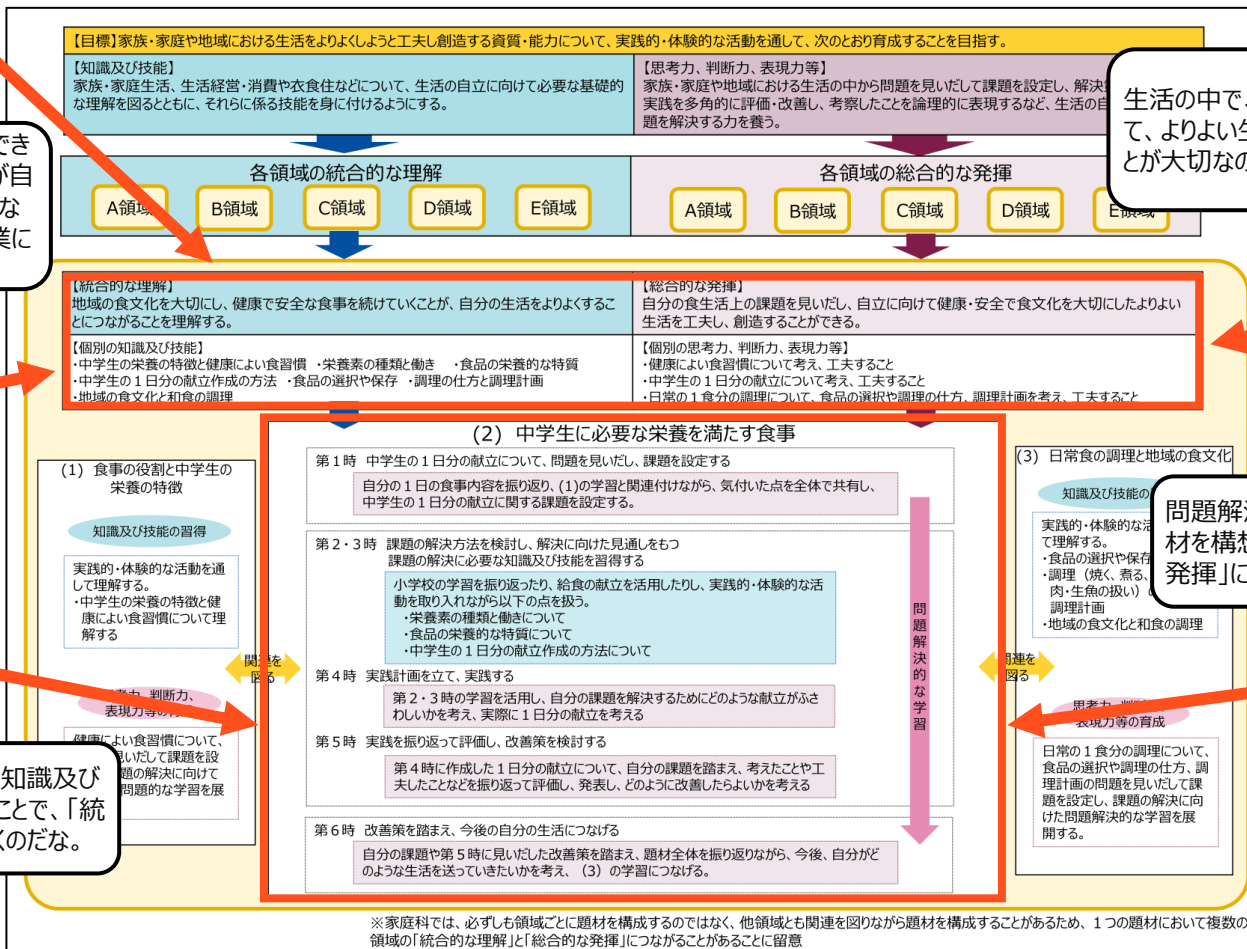 【目標】家族・家庭や地域における生活をよりよくしようと工夫し創造する資質・能力について、実践的・体験的な活動を通して、次のとおり育成することを目指す。
【知識及び技能】
家族・家庭生活、生活経営・消費や衣食住などについて、生活の自立に向けて必要な基礎的
な理解を図るとともに、それらに係る技能を身に付けるようにする。
【思考力、判断力、表現力等】
家族・家庭や地域における生活の中から問題を見いだして課題を設定し、解決
実践を多角的に評価・改善し、考察したことを論理的に表現するなど、生活の自
題を解決する力を養う。
生活の中で、
て、よりよい生
とが大切なの
でき
が自
な
業に
各領域の統合的な理解
A領域
B領域
C領域
D領域
E領域
各領域の総合的な発揮
A領域
B領域
C領域
D領域
E領域
【統合的な理解】
地域の食文化を大切にし、健康で安全な食事を続けていくことが、自分の生活をよりよくするこ
とにつながることを理解する。
【個別の知識及び技能】
・中学生の栄養の特徴と健康によい食習慣 ・栄養素の種類と働き ・食品の栄養的な特質
・中学生の1日分の献立作成の方法 ・食品の選択や保存 ・調理の仕方と調理計画
・地域の食文化と和食の調理
【総合的な発揮】
自分の食生活上の課題を見いだし、自立に向けて健康・安全で食文化を大切にしたよりよい
生活を工夫し、創造することができる。
【個別の思考力、判断力、表現力等】
・健康によい食習慣について考え、工夫すること
・中学生の1日分の献立について考え、工夫すること
・日常の1食分の調理について、食品の選択や調理の仕方、調理計画を考え、工夫すること
(1) 食事の役割と中学生の
栄養の特徴
知識及び技能の習得
実践的・体験的な活動を通
して理解する。
・中学生の栄養の特徴と健
康によい食習慣について理
解する
関連を
図る
思考力、判断力、
表現力等の
健康によい食習慣について、
見いだして課題を設
題の解決に向けて
問題的な学習を展
知識及び
ことで、「統
くのだな。
(2) 中学生に必要な栄養を満たす食事
第1時 中学生の1日分の献立について、問題を見いだし、課題を設定する
自分の1日の食事内容を振り返り、(1)の学習と関連付けながら、気付いた点を全体で共有し、
中学生の1日分の献立に関する課題を設定する。
第2・3時 課題の解決方法を検討し、解決に向けた見通しをもつ
課題の解決に必要な知識及び技能を習得する
小学校の学習を振り返ったり、給食の献立を活用したりし、実践的・体験的な活
動を取り入れながら以下の点を扱う。
・栄養素の種類と働きについて
・食品の栄養的な特質について
・中学生の1日分の献立作成の方法について
第4時 実践計画を立て、実践する
第2・3時の学習を活用し、自分の課題を解決するためにどのような献立がふさ
わしいかを考え、実際に1日分の献立を考える
第5時 実践を振り返って評価し、改善策を検討する
第4時に作成した1日分の献立について、自分の課題を踏まえ、考えたことや工
夫したことなどを振り返って評価し、発表し、どのように改善したらよいかを考える
第6時 改善策を踏まえ、今後の自分の生活につなげる
自分の課題や第5時に見いだした改善策を踏まえ、題材全体を振り返りながら、今後、自分がど
のような生活を送っていきたいかを考え、(3)の学習につなげる。
問題解決的な学習
関連を
図る
(3) 日常食の調理と地域の食文化
知識及び技能の
実践的・体験的な活
て理解する。
・食品の選択や保存
・調理(焼く、煮る、
肉・生魚の扱い)の
調理計画
・地域の食文化と和食の調理
問題解決
材を構想
発揮」に
思考力、判断
表現力等の育成
日常の1食分の調理について、
食品の選択や調理の仕方、調
理計画の問題を見いだして課
題を設定し、課題の解決に向
けた問題解決的な学習を展
開する。
※家庭科では、必ずしも領域ごとに題材を構成するのではなく、他領域とも関連を図りながら題材を構成することがあるため、1つの題材において複数の
領域の「統合的な理解」と「総合的な発揮」につながることがあることに留意